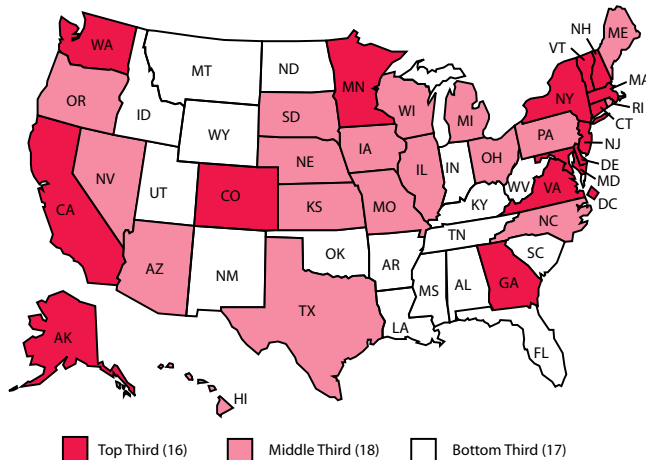 WA
NH
ME
VT
MT
ND
MN
MA
OR
ID
SD
WI
NY
RI
MI
CT
WY
PA
NJ
IA
NE
OH
DE
NV
IL
IN
UT
MD
CO
WV
VA
CA
KS
MO
KY
DC
NC
TN
OK
AZ
AR
SC
NM
MS
AL
GA
TX
LA
AK
FL
HI
Top Third (16)
Middle Third (18)
Bottom Third (17)